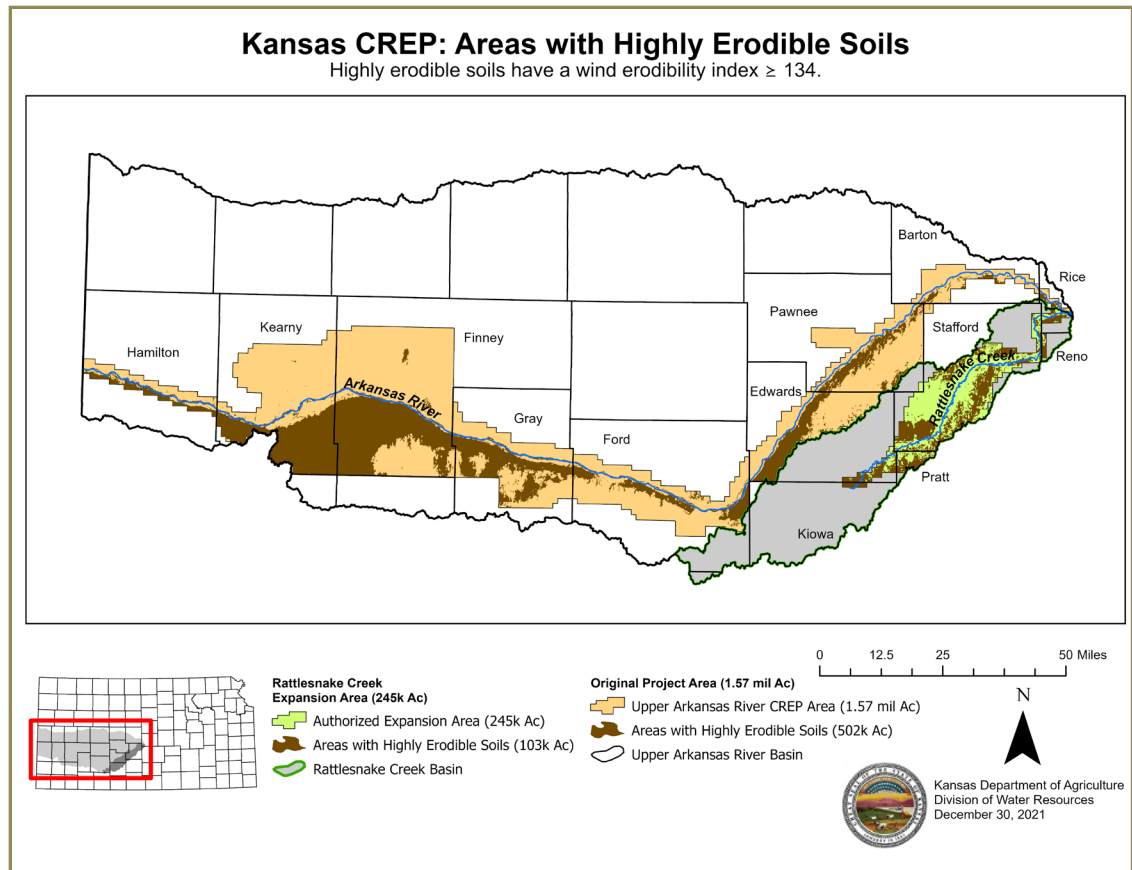 Kansas CREP: Areas with Highly Erodible Soils
Highly erodible soils have a wind erodibility index ≥ 134.
Barton
Rice
Pawnee
Stafford
Kearny
Finney
Hamilton
Reno
Rattlesnake Creek
Arkansas River
Edwards
Gray
Ford
Pratt
Kiowa
0 12.5 25 50 Miles
Rattlesnake Creek
Expansion Area (245k Ac)
Authorized Expansion Area (245k Ac)
Areas with Highly Erodible Soils (103k Ac)
Rattlesnake Creek Basin
Original Project Area (1.57 mil Ac)
Upper Arkansas River CREP Area (1.57 mil Ac)
Areas with Highly Erodible Soils (502k Ac)
Upper Arkansas River Basin
N
Kansas Department of Agriculture
Division of Water Resources
December 30, 2021